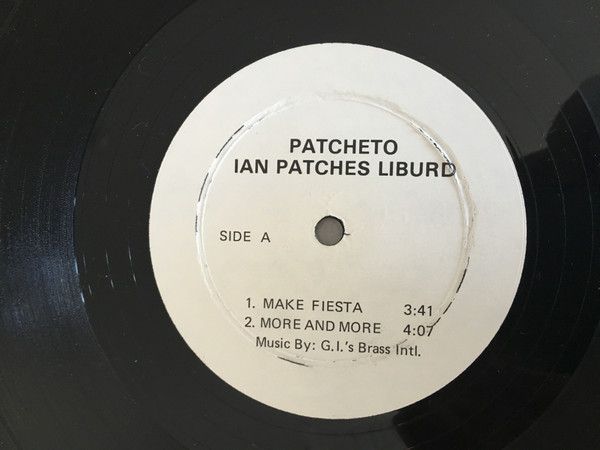 PATCHETO
IAN PATCHES LIBURD
SIDE A
1. MAKE FIESTA 3:41
2. MORE AND MORE 4:07
Music By: G.I.'s Brass Intl.